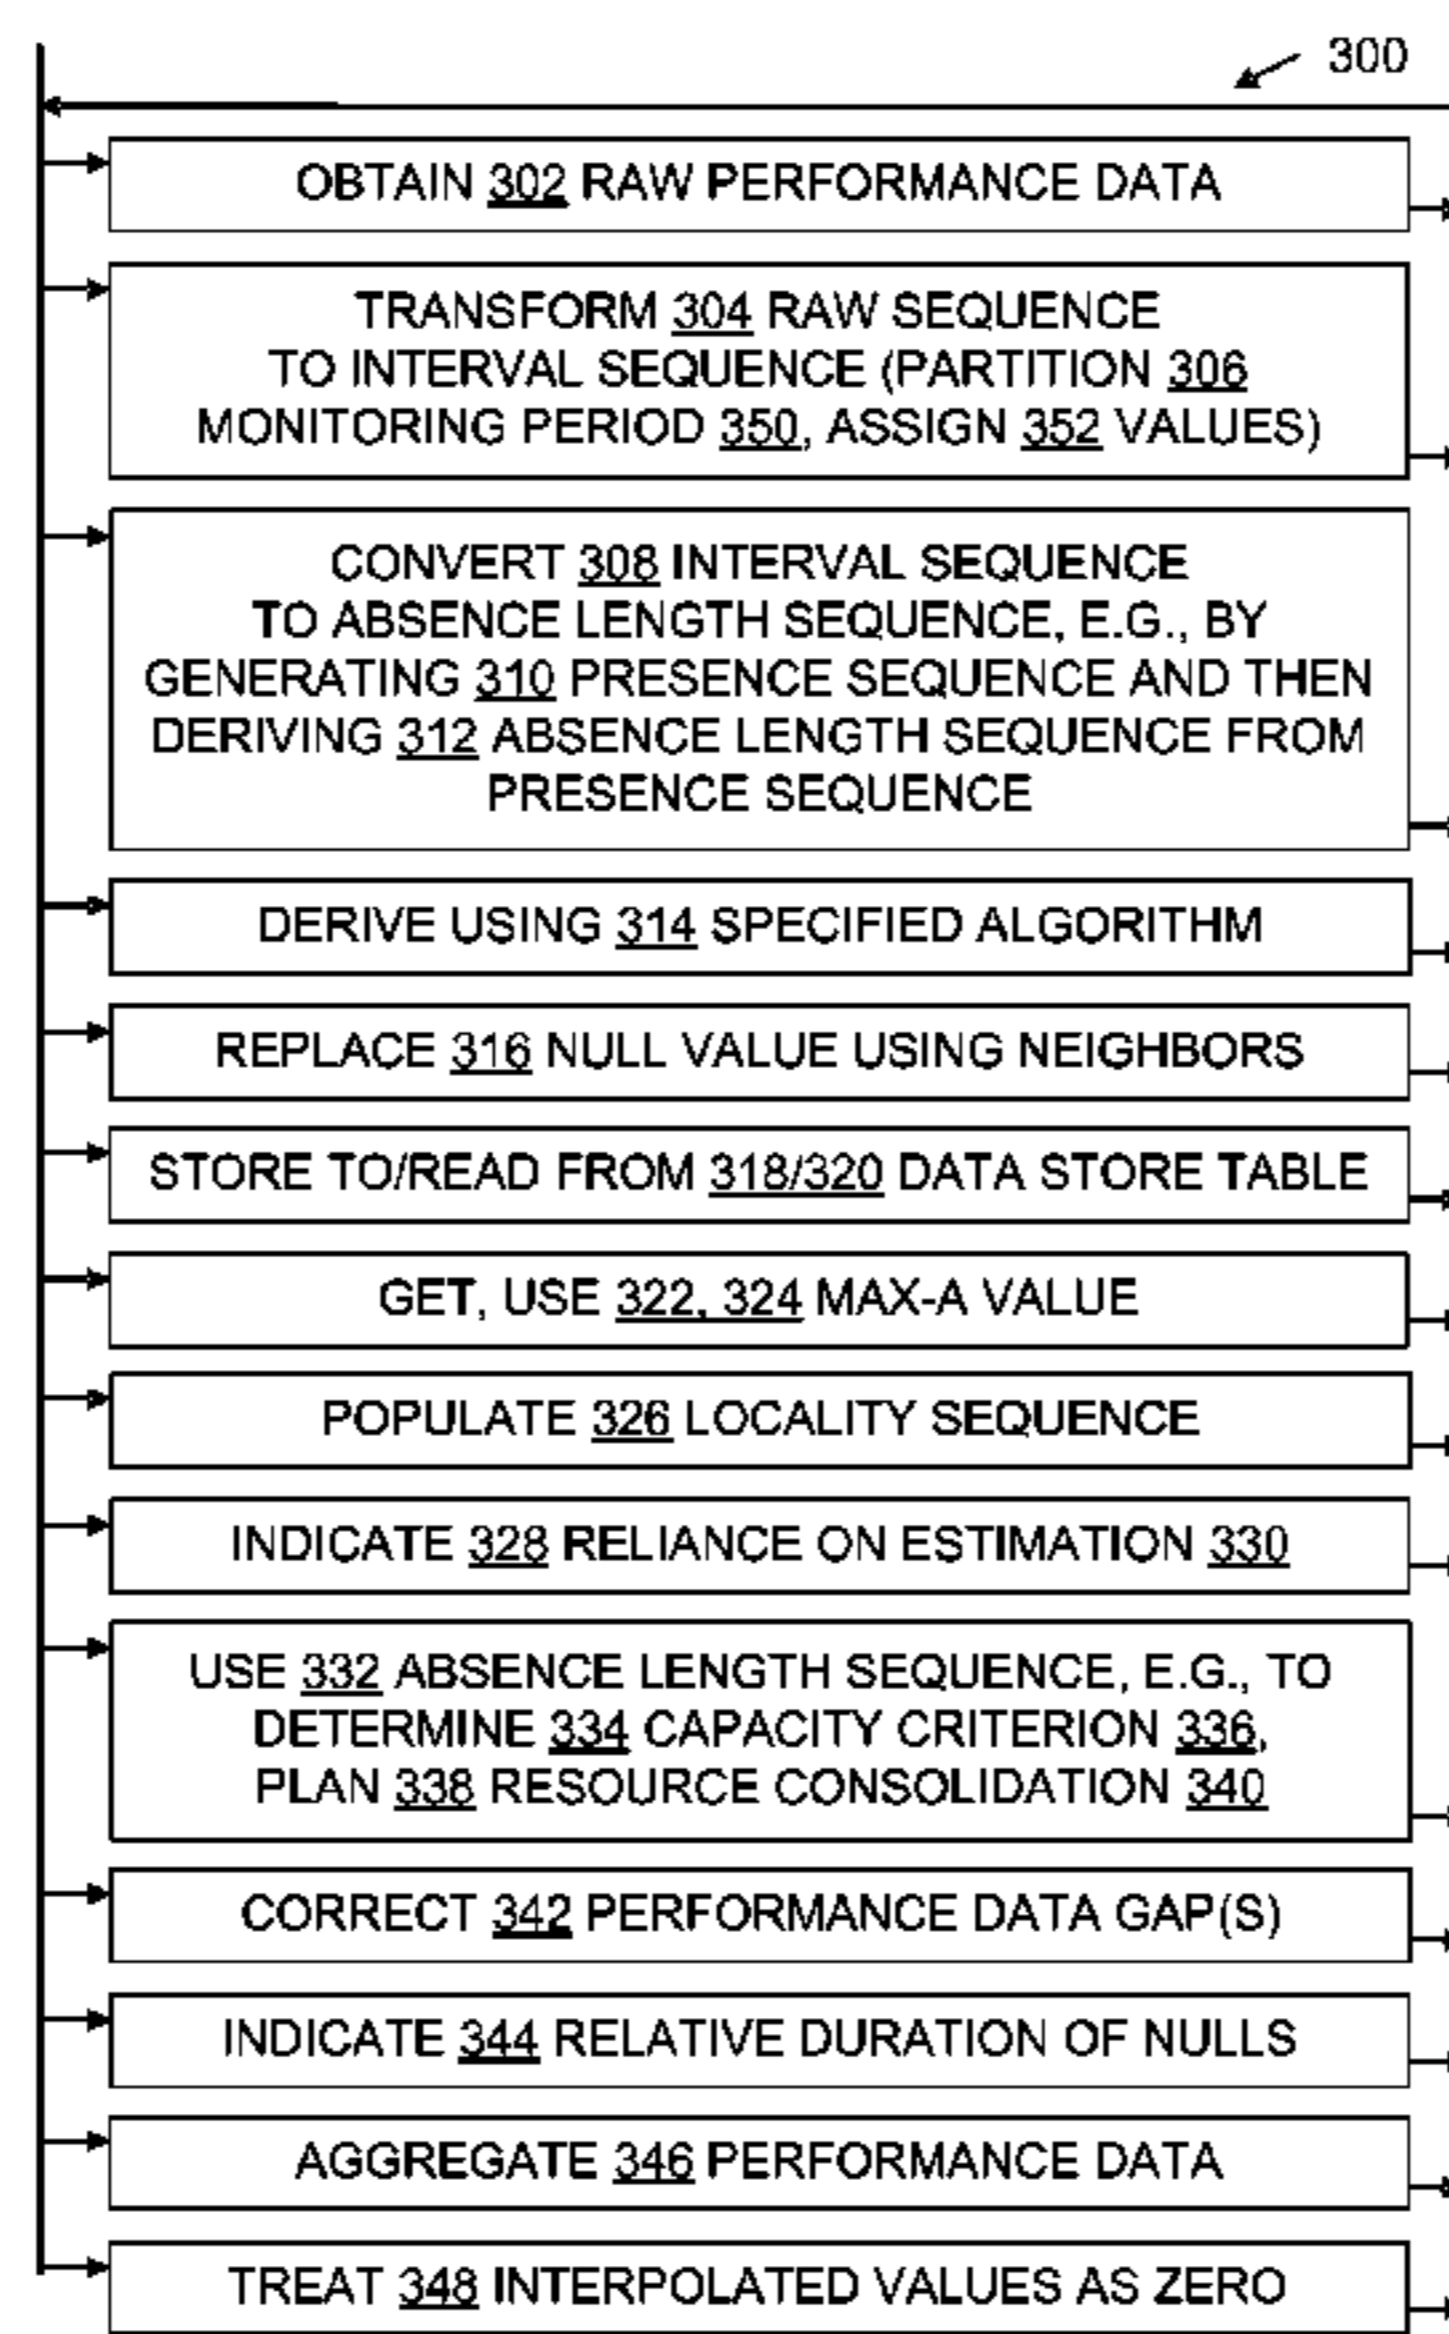 300
OBTAIN 302 RAW PERFORMANCE DATA
TRANSFORM 304 RAW SEQUENCE
TO INTERVAL SEQUENCE (PARTITION 306
MONITORING PERIOD 350, ASSIGN 352 VALUES)
CONVERT 308 INTERVAL SEQUENCE
TO ABSENCE LENGTH SEQUENCE, E.G., BY
GENERATING 310 PRESENCE SEQUENCE AND THEN
DERIVING 312 ABSENCE LENGTH SEQUENCE FROM
PRESENCE SEQUENCE
DERIVE USING 314 SPECIFIED ALGORITHM
REPLACE 316 NULL VALUE USING NEIGHBORS
STORE TO/READ FROM 318/320 DATA STORE TABLE
GET, USE 322, 324 MAX-A VALUE
POPULATE 326 LOCALITY SEQUENCE
INDICATE 328 RELIANCE ON ESTIMATION 330
USE 332 ABSENCE LENGTH SEQUENCE, E.G., TO
DETERMINE 334 CAPACITY CRITERION 336,
PLAN 338 RESOURCE CONSOLIDATION 340
CORRECT 342 PERFORMANCE DATA GAP(S)
INDICATE 344 RELATIVE DURATION OF NULLS
AGGREGATE 346 PERFORMANCE DATA
TREAT 348 INTERPOLATED VALUES AS ZERO